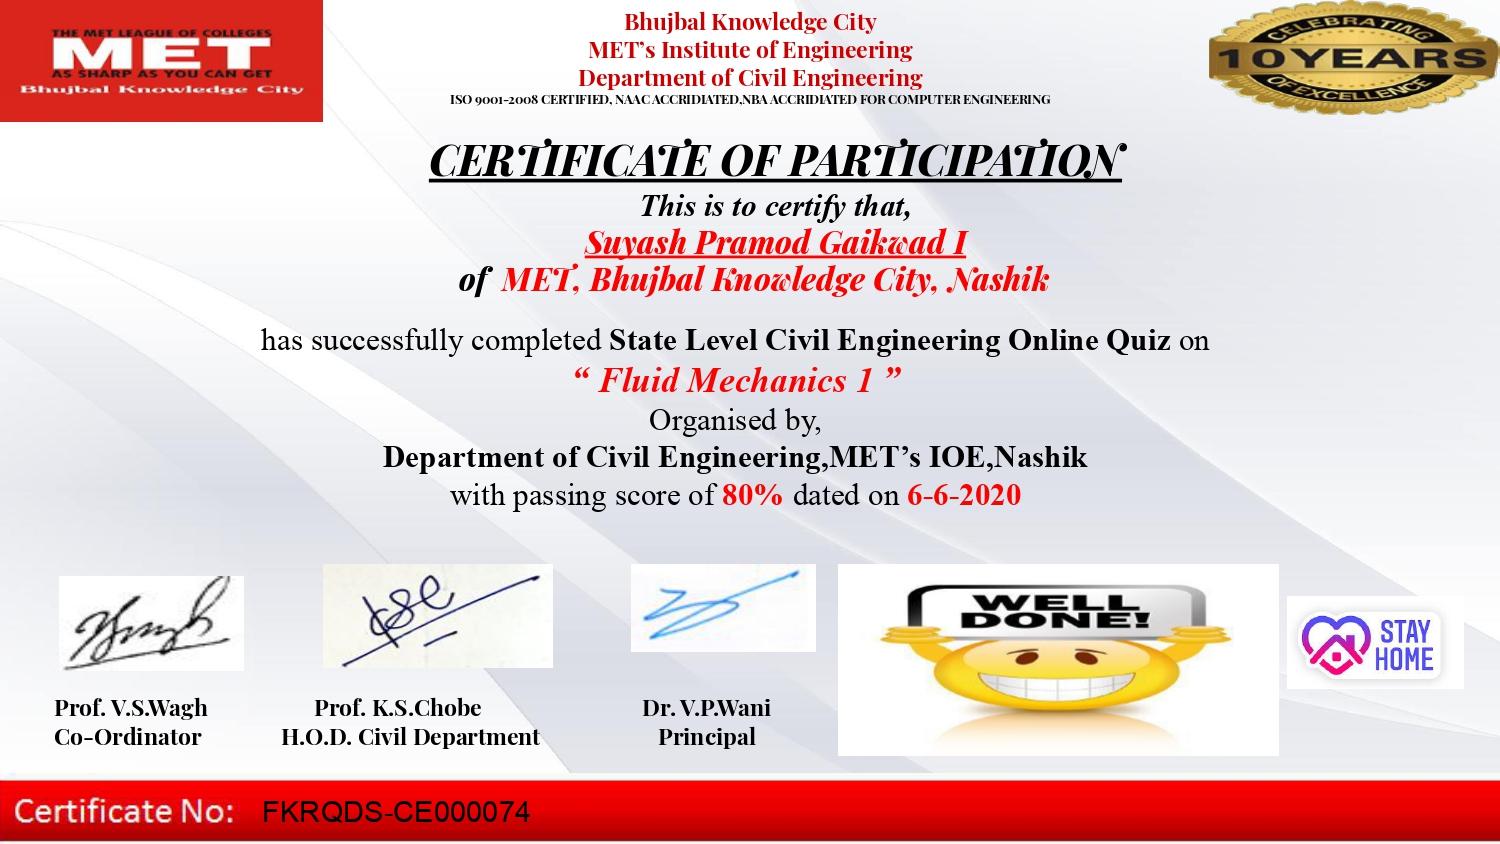 THE MET LEAGUE OF COLLEGES
MET
AS SHARP AS YOU CAN GET
Bhujbal Knowledge City
Bhujbal Knowledge City
MET's Institute of Engineering
Department of Civil Engineering
ISO 9001-2008 CERTIFIED, NAAC ACCRIDIATED,NBA ACCRIDIATED FOR COMPUTER ENGINEERING
CELEBRATING
10 YEARS
OF EXCELLENCE
CERTIFICATE OF PARTICIPATION
This is to certify that,
Suyash Pramod Gaikwad I
of MET, Bhujbal Knowledge City, Nashik
has successfully completed State Level Civil Engineering Online Quiz on
“ Fluid Mechanics 1 ”
Organised by,
Department of Civil Engineering,MET’s IOE,Nashik
with passing score of 80% dated on 6-6-2020
WELL
DONE!
STAY
HOME
Prof. V.S.Wagh
Co-Ordinator
Prof. K.S.Chobe
H.O.D. Civil Department
Dr. V.P.Wani
Principal
Certificate No: FKRQDS-CE000074